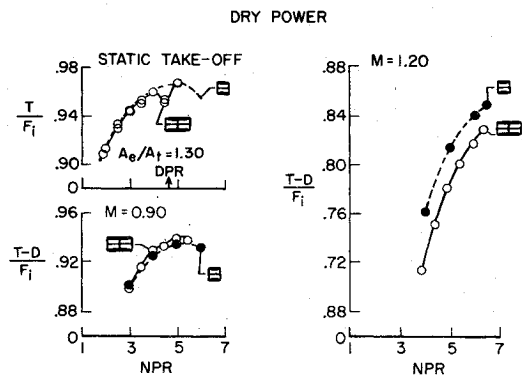 DRY POWER
STATIC TAKE-OFF
.98
.94
.90
0
T
Fi
Ae/At=1.30
DPR
M=0.90
.96
.92
.88
0
T-D
Fi
1 3 5 7
NPR
M=1.20
.88
.84
.80
.76
.72
0
T-D
Fi
1 3 5 7
NPR